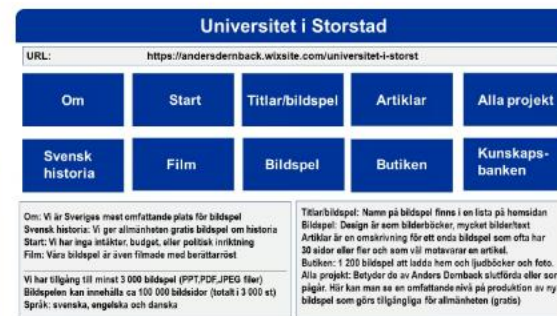 Universitet i Storstad
URL: https://andersdernback.wixsite.com/universitet-i-storst
Om
Start
Titlar/bildspel
Artiklar
Alla projekt
Svensk
historia
Film
Bildspel
Butiken
Kunskaps-
banken
Om: Vi är Sveriges mest omfattande plats för bildspel
Svensk historia: Vi ger allmänheten gratis bildspel om historia
Start: Vi har inga intäkter, budget, eller politisk inriktning
Film: Våra bildspel är även filmade med berättarröst
Vi har tillgång till minst 3 000 bildspel (PPT,PDF,JPEG filer)
Bildspelen kan innehålla ca 100 000 bildsidor (totalt i 3 000 st)
Språk: svenska, engelska och danska
Titlar/bildspel: Namn på bildspel finns i en lista på hemsidan
Bildspel: Design är som bilderböcker, mycket bilder/text
Artiklar är en omskrivning för ett enda bildspel som ofta har
30 sidor eller fler och som väl motsvarar en artikel.
Butiken: 1 200 bildspel att ladda hem och ljudböcker och foto.
Alla projekt: Betyder de av Anders Dernback slutförda eller som
pågår. Här kan man se en omfattande nivå på produktion av ny
bildspel som görs tillgängliga för allmänheten (gratis)